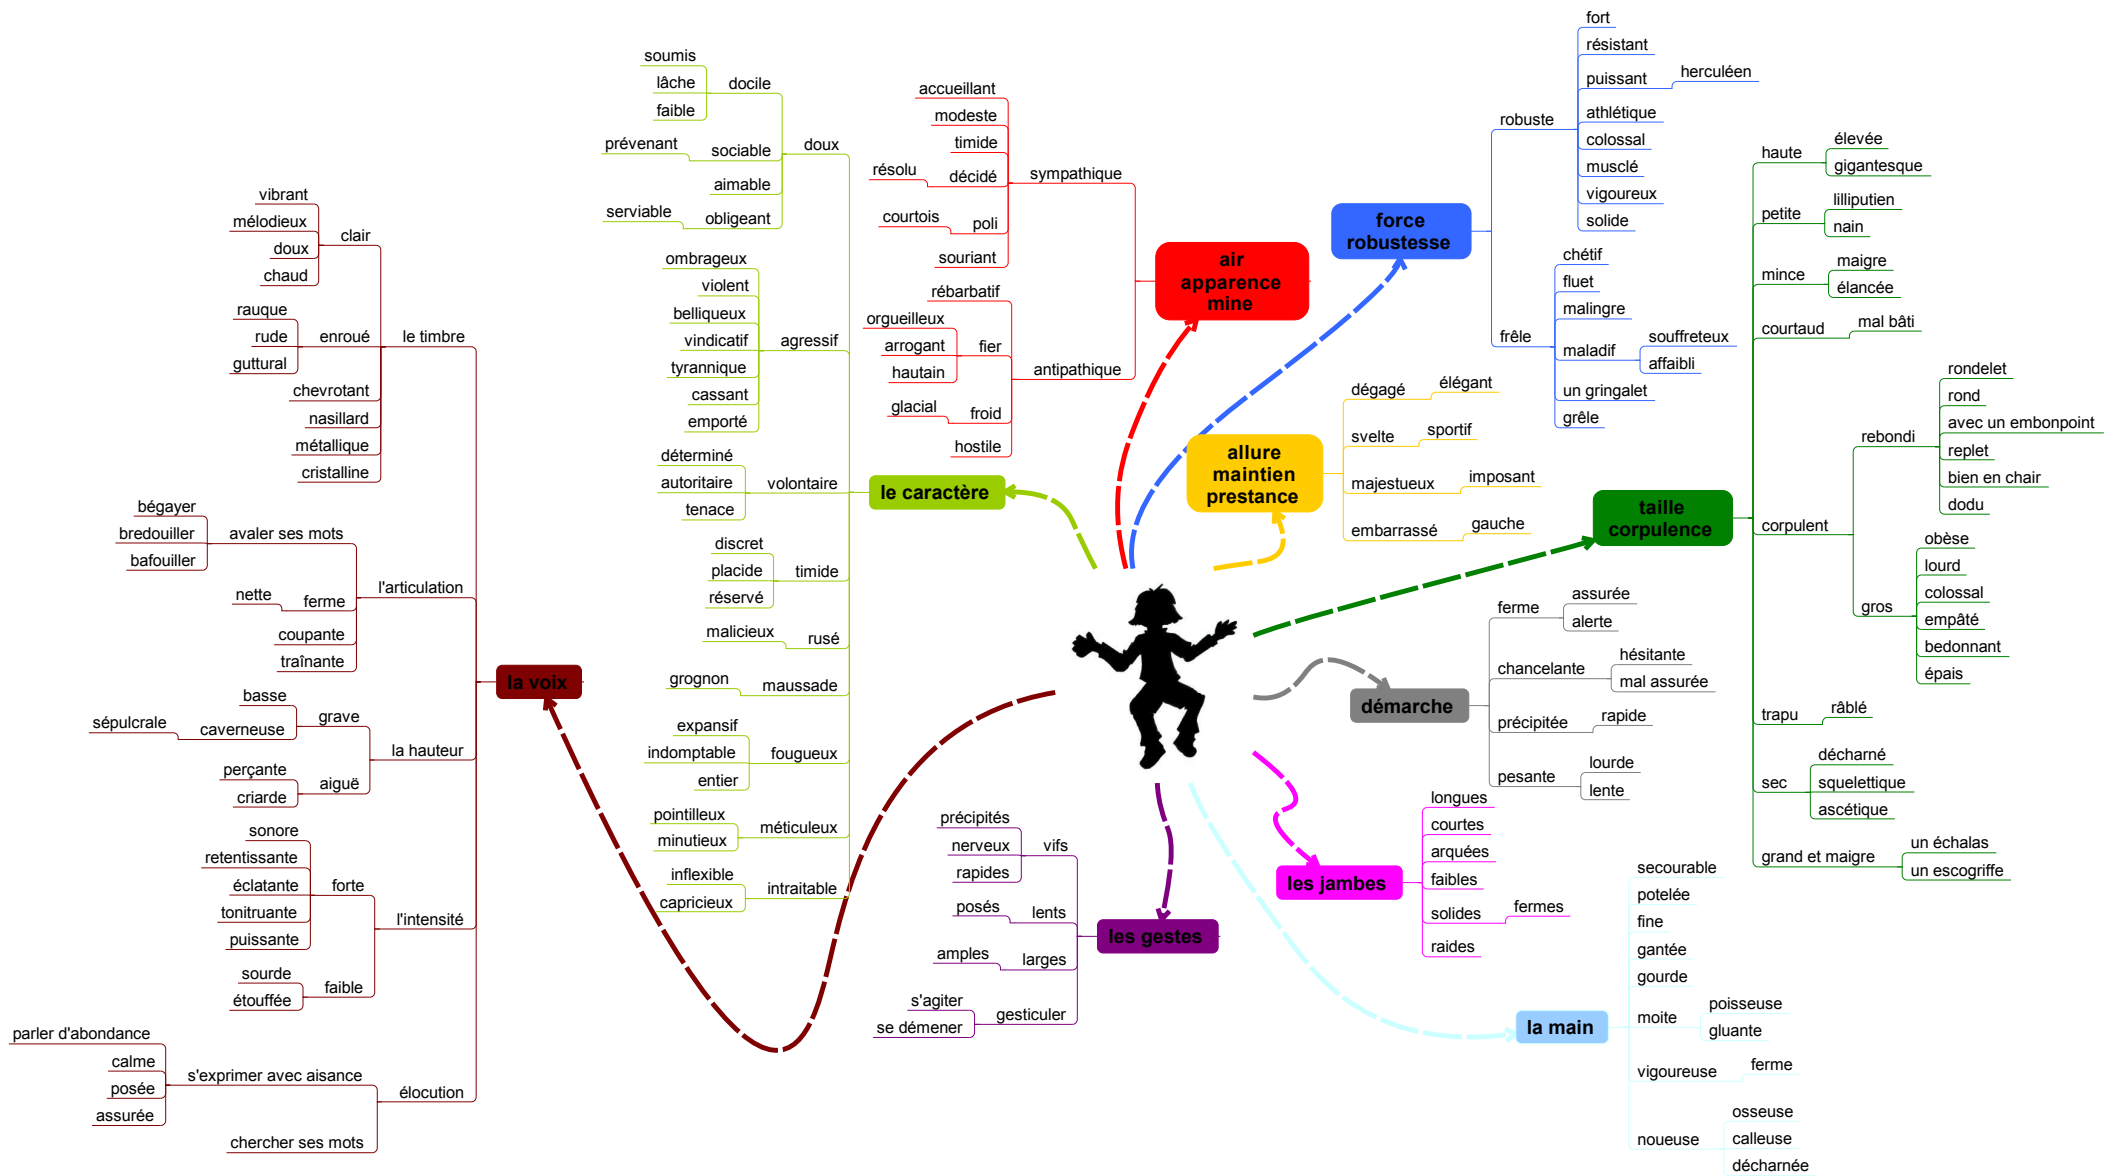 la voix
le timbre
clair
vibrant
mélodieux
doux
chaud
enroué
rauque
rude
guttural
chevrotant
nasillard
métallique
cristalline
l'articulation
avaler ses mots
bégayer
bredouiller
bafouiller
ferme
nette
coupante
traînante
la hauteur
grave
basse
caverneuse
sépulcrale
aiguë
perçante
criarde
l'intensité
forte
sonore
retentissante
éclatante
tonitruante
puissante
faible
sourde
étouffée
élocution
s'exprimer avec aisance
parler d'abondance
calme
posée
assurée
chercher ses mots
le caractère
doux
docile
soumis
lâche
faible
sociable
prévenant
aimable
obligeant
serviable
agressif
ombrageux
violent
belliqueux
vindicatif
tyrannique
cassant
emporté
volontaire
déterminé
autoritaire
tenace
timide
discret
placide
réservé
rusé
malicieux
maussade
grognon
fougueux
expansif
indomptable
entier
méticuleux
pointilleux
minutieux
intraitable
inflexible
capricieux
air
apparence
mine
sympathique
accueillant
modeste
timide
décidé
résolu
poli
courtois
souriant
antipathique
rébarbatif
fier
orgueilleux
arrogant
hautain
froid
glacial
hostile
force
robustesse
robuste
fort
résistant
puissant
herculéen
athlétique
colossal
musclé
vigoureux
solide
frêle
chétif
fluet
malingre
maladif
souffreteux
affaibli
un gringalet
grêle
allure
maintien
prestance
dégagé
élégant
svelte
sportif
majestueux
imposant
embarrassé
gauche
taille
corpulence
haute
élevée
gigantesque
petite
lilliputien
nain
mince
maigre
élancée
courtaud
mal bâti
corpulent
rebondi
rondelet
rond
avec un embonpoint
replet
bien en chair
dodu
gros
obèse
lourd
colossal
empâté
bedonnant
épais
trapu
râblé
sec
décharné
squelettique
ascétique
grand et maigre
un échalas
un escogriffe
démarche
ferme
assurée
alerte
chancelante
hésitante
mal assurée
précipitée
rapide
pesante
lourde
lente
les jambes
longues
courtes
arquées
faibles
solides
fermes
raides
les gestes
vifs
précipités
nerveux
rapides
lents
posés
larges
amples
gesticuler
s'agiter
se démener
la main
secourable
potelée
fine
gantée
gourde
moite
poisseuse
gluante
vigoureuse
ferme
noueuse
osseuse
calleuse
décharnée